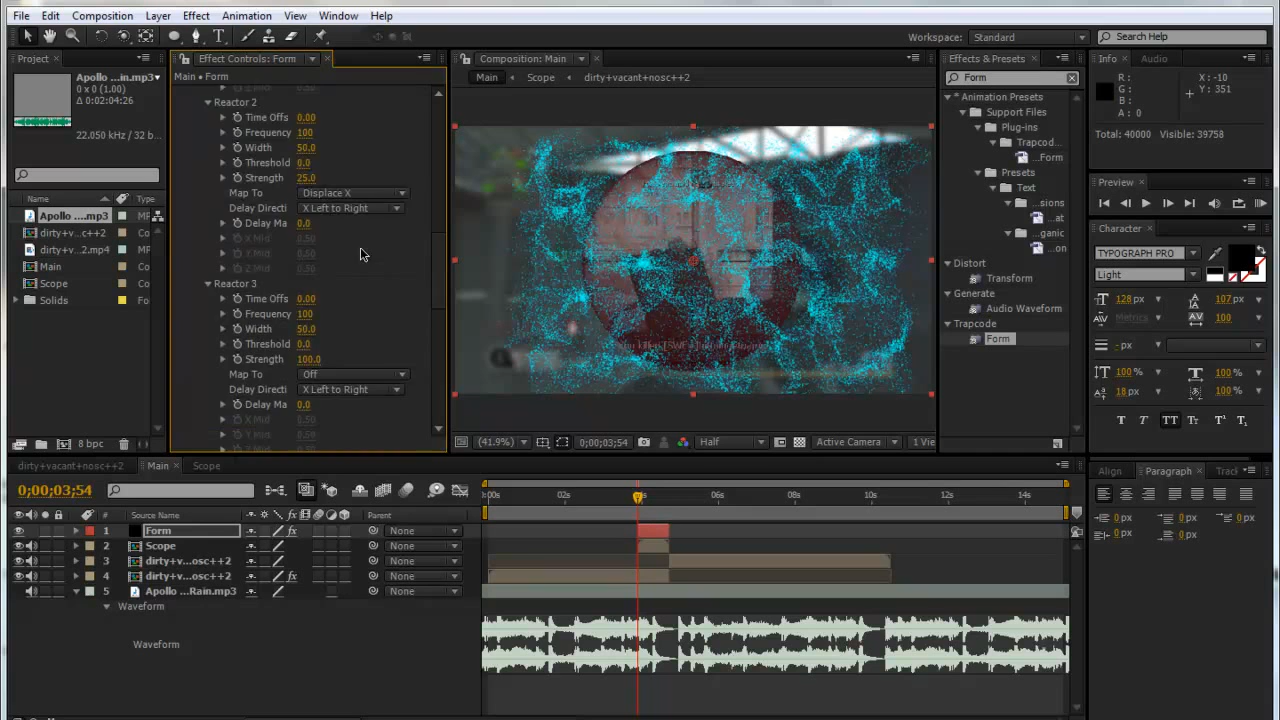 File Edit Composition Layer Effect Animation View Window Help
Workspace: Standard Search Help
Project
Effect Controls: Form
Composition: Main
Effects & Presets
Info Audio
Apollo ...in.mp3
0 x 0 (1.00)
Δ 0:02:04:26
22.050 kHz / 32 b
Main • Form
Main Scope dirty+vacant+nosc++2
Form
R :
G :
B :
A : 0
X : -10
Y : 351
Total: 40000 Visible: 39758
Name Type
Apollo ....mp3 MP
dirty+v...c++2 Co
dirty+v...2.mp4 MP
Main Co
Scope Co
Solids Fo
8 bpc
Reactor 2
Time Offs 0.00
Frequency 100
Width 50.0
Threshold 0.0
Strength 25.0
Map To Displace X
Delay Directi X Left to Right
Delay Ma 0.0
X Mid 0.50
Y Mid 0.50
Z Mid 0.50
Reactor 3
Time Offs 0.00
Frequency 100
Width 50.0
Threshold 0.0
Strength 100.0
Map To Off
Delay Directi X Left to Right
Delay Ma 0.0
X Mid 0.50
Y Mid 0.50
(41.9%) 0;00;03;54 Half Active Camera 1 Vie
* Animation Presets
Support Files
Plug-ins
Trapcod...
...Form
Presets
Text
...sions
...at
...ganic
...on
Distort
Transform
Generate
Audio Waveform
Trapcode
Form
Preview
Character
TYPOGRAPH PRO
Light
128 px 107 px
Metrics 100
- px
100 % 100 %
18 px 100 %
T T TT Tr T¹ T₁
Align Paragraph Track
0 px 0 px 0 px
0 px 0 px
dirty+vacant+nosc++2 Main Scope
0;00;03;54
# Source Name Parent
1 Form None
2 Scope None
3 dirty+v...osc++2 None
4 dirty+v...osc++2 None
5 Apollo ...Rain.mp3 None
Waveform
Waveform
0:00s 02s 06s 08s 10s 12s 14s